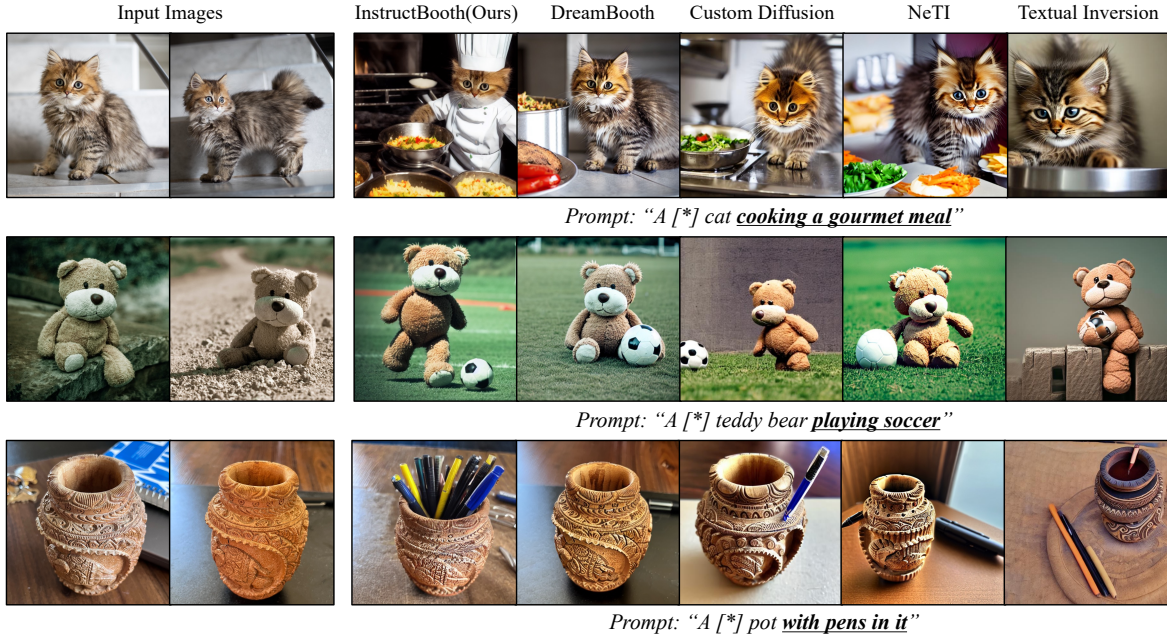 Input Images InstructBooth(Ours) DreamBooth Custom Diffusion NeTI Textual Inversion
Prompt: “A [*] cat cooking a gourmet meal”
Prompt: “A [*] teddy bear playing soccer”
Prompt: “A [*] pot with pens in it”